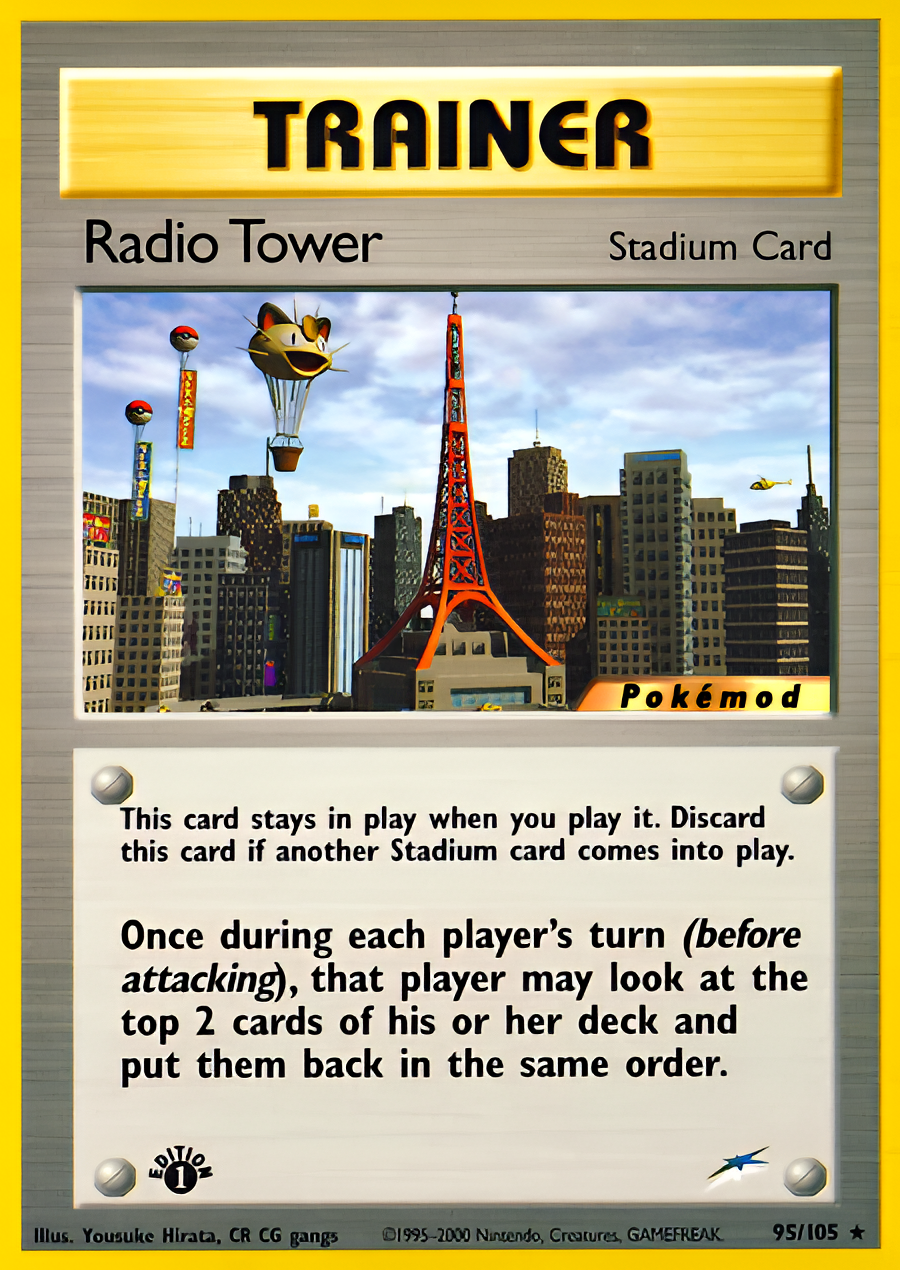 TRAINER
Radio Tower Stadium Card
Pokémod
This card stays in play when you play it. Discard
this card if another Stadium card comes into play.
Once during each player's turn (before
attacking), that player may look at the
top 2 cards of his or her deck and
put them back in the same order.
EDITION
1
Illus. Yousuke Hirata, CR CG gangs ©1995–2000 Nintendo, Creatures, GAMEFREAK. 95/105 ★